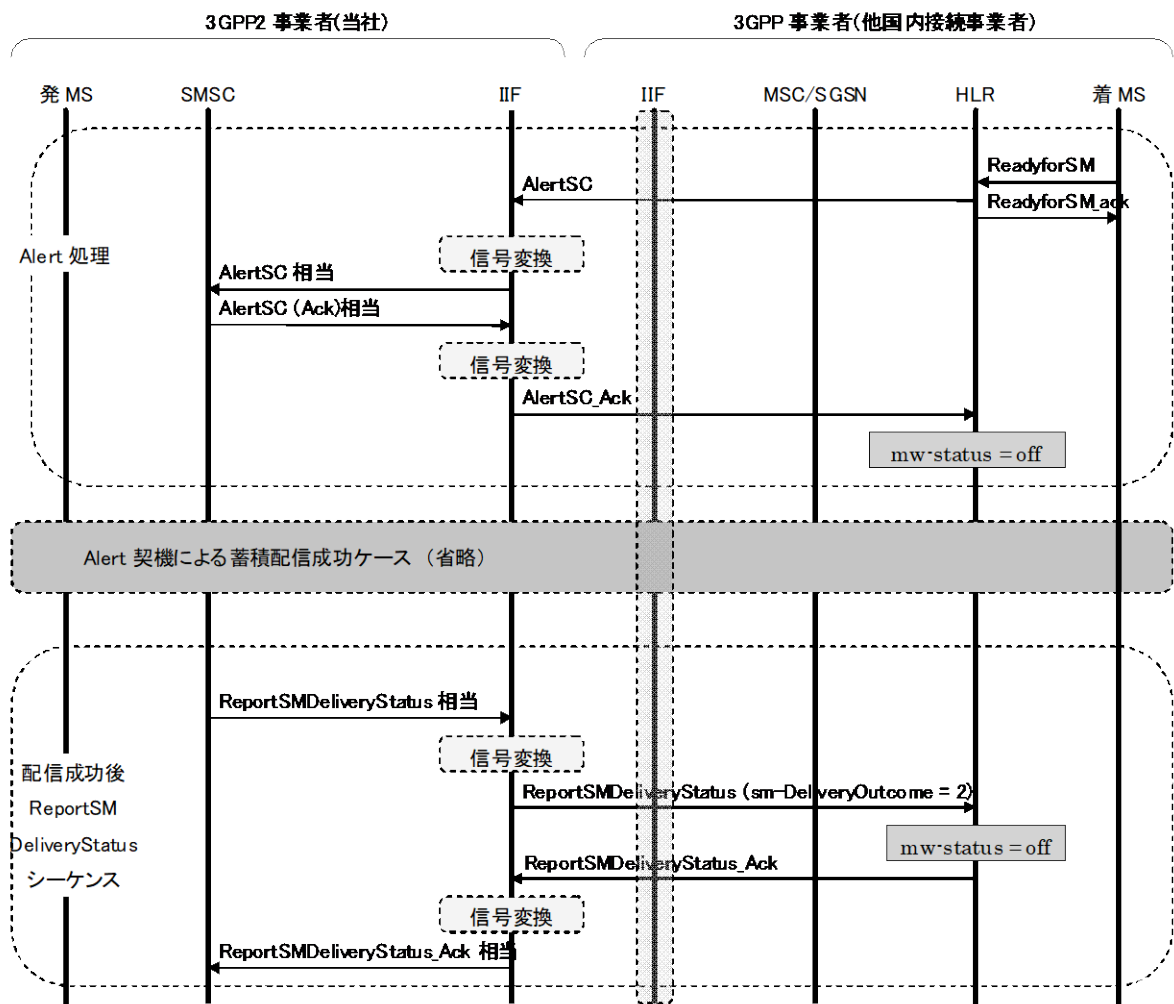 3GPP2 事業者(当社)
3GPP 事業者(他国内接続事業者)
発 MS
SMSC
IIF
IIF
MSC/SGSN
HLR
着 MS
ReadyforSM
AlertSC
ReadyforSM_ack
Alert 処理
信号変換
AlertSC 相当
AlertSC (Ack)相当
信号変換
AlertSC_Ack
mw-status = off
Alert 契機による蓄積配信成功ケース (省略)
ReportSMDeliveryStatus 相当
信号変換
配信成功後
ReportSM
DeliveryStatus
シーケンス
ReportSMDeliveryStatus (sm-DeliveryOutcome = 2)
mw-status = off
ReportSMDeliveryStatus_Ack
信号変換
ReportSMDeliveryStatus_Ack 相当